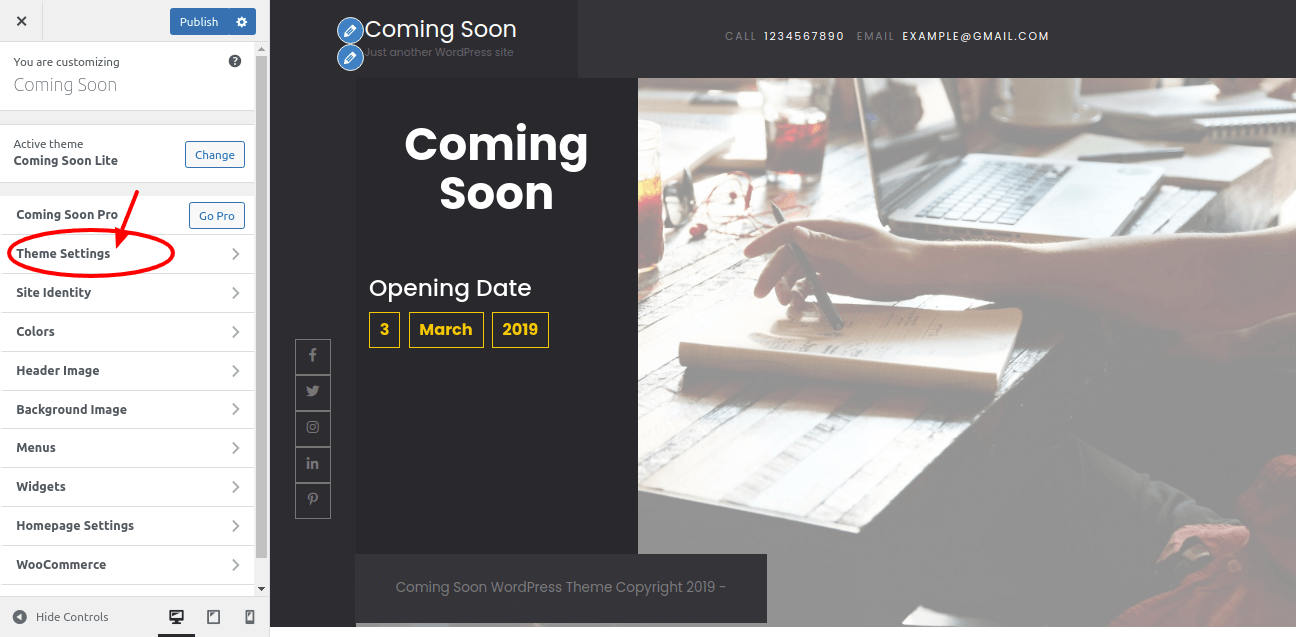 Publish
You are customizing
Coming Soon
Active theme
Coming Soon Lite
Change
Coming Soon Pro
Go Pro
Theme Settings
Site Identity
Colors
Header Image
Background Image
Menus
Widgets
Homepage Settings
WooCommerce
Hide Controls
Coming Soon
Just another WordPress site
CALL 1234567890 EMAIL EXAMPLE@GMAIL.COM
Coming
Soon
Opening Date
3 March 2019
Coming Soon WordPress Theme Copyright 2019 -